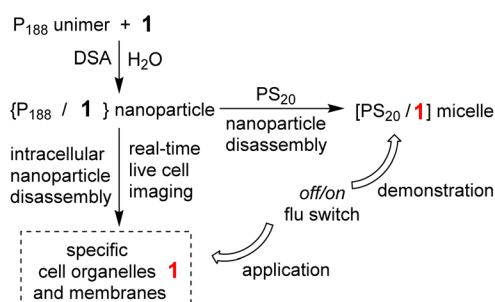 P₁₈₈ unimer + 1
DSA H₂O
{P₁₈₈ / 1 } nanoparticle
PS₂₀
nanoparticle
disassembly
[PS₂₀ / 1] micelle
intracellular
nanoparticle
disassembly
real-time
live cell
imaging
off/on
flu switch
demonstration
application
specific
cell organelles 1
and membranes